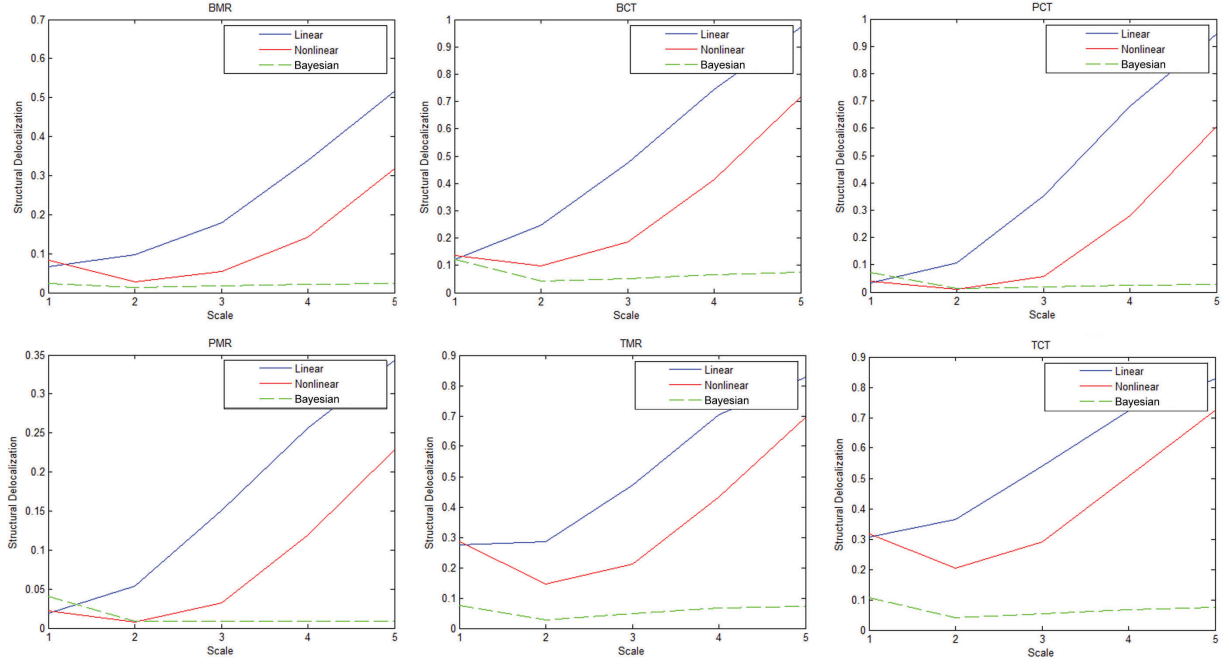 BMR
0.7
0.6
0.5
0.4
0.3
0.2
0.1
0
Structural Delocalization
1 2 3 4 5
Scale
Linear
Nonlinear
Bayesian
BCT
1
0.9
0.8
0.7
0.6
0.5
0.4
0.3
0.2
0.1
0
Structural Delocalization
1 2 3 4 5
Scale
Linear
Nonlinear
Bayesian
PCT
1
0.9
0.8
0.7
0.6
0.5
0.4
0.3
0.2
0.1
0
Structural Delocalization
1 2 3 4 5
Scale
Linear
Nonlinear
Bayesian
PMR
0.35
0.3
0.25
0.2
0.15
0.1
0.05
0
Structural Delocalization
1 2 3 4 5
Scale
Linear
Nonlinear
Bayesian
TMR
0.9
0.8
0.7
0.6
0.5
0.4
0.3
0.2
0.1
0
Structural Delocalization
1 2 3 4 5
Scale
Linear
Nonlinear
Bayesian
TCT
0.9
0.8
0.7
0.6
0.5
0.4
0.3
0.2
0.1
0
Structural Delocalization
1 2 3 4 5
Scale
Linear
Nonlinear
Bayesian